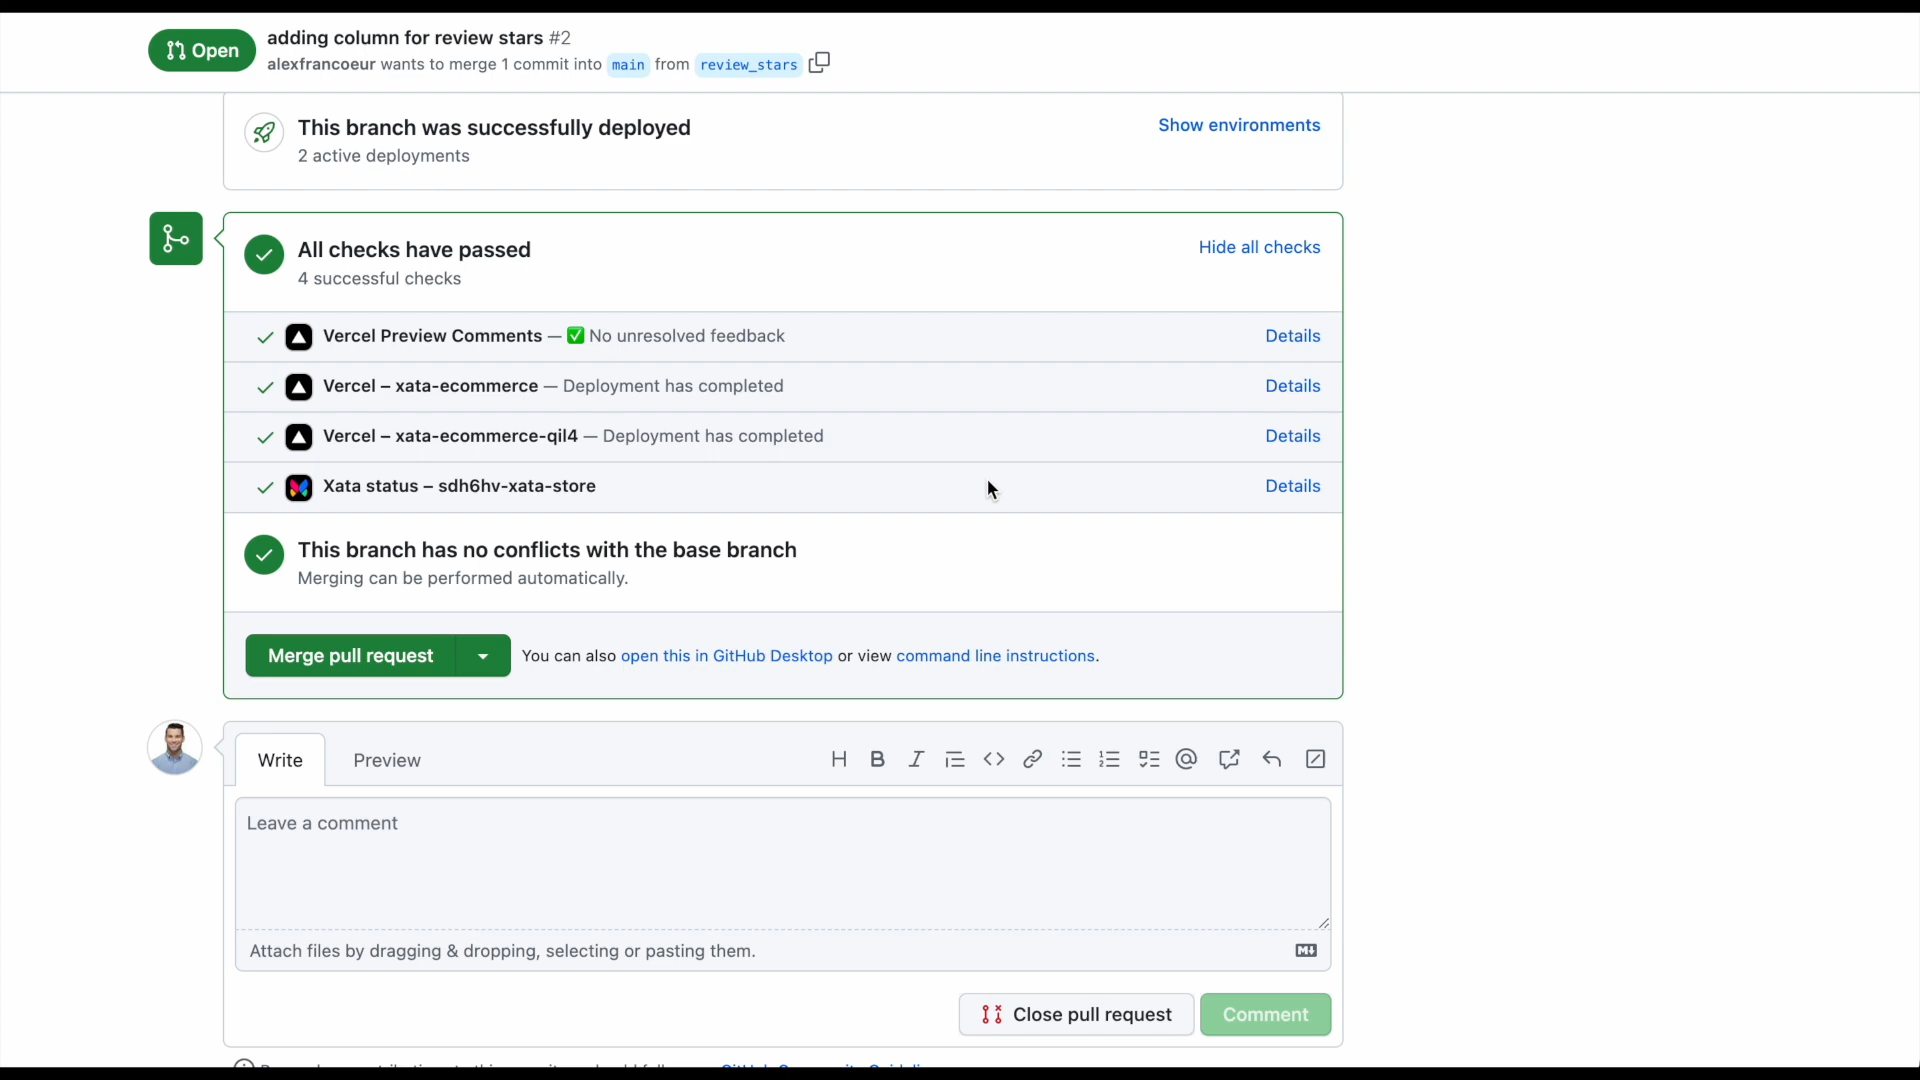 Open
adding column for review stars #2
alexfrancoeur wants to merge 1 commit into main from review_stars
This branch was successfully deployed
Show environments
2 active deployments
All checks have passed
Hide all checks
4 successful checks
Vercel Preview Comments — ✅ No unresolved feedback
Details
Vercel – xata-ecommerce — Deployment has completed
Details
Vercel – xata-ecommerce-qil4 — Deployment has completed
Details
Xata status – sdh6hv-xata-store
Details
This branch has no conflicts with the base branch
Merging can be performed automatically.
Merge pull request
You can also open this in GitHub Desktop or view command line instructions.
Write
Preview
Leave a comment
Attach files by dragging & dropping, selecting or pasting them.
Close pull request
Comment